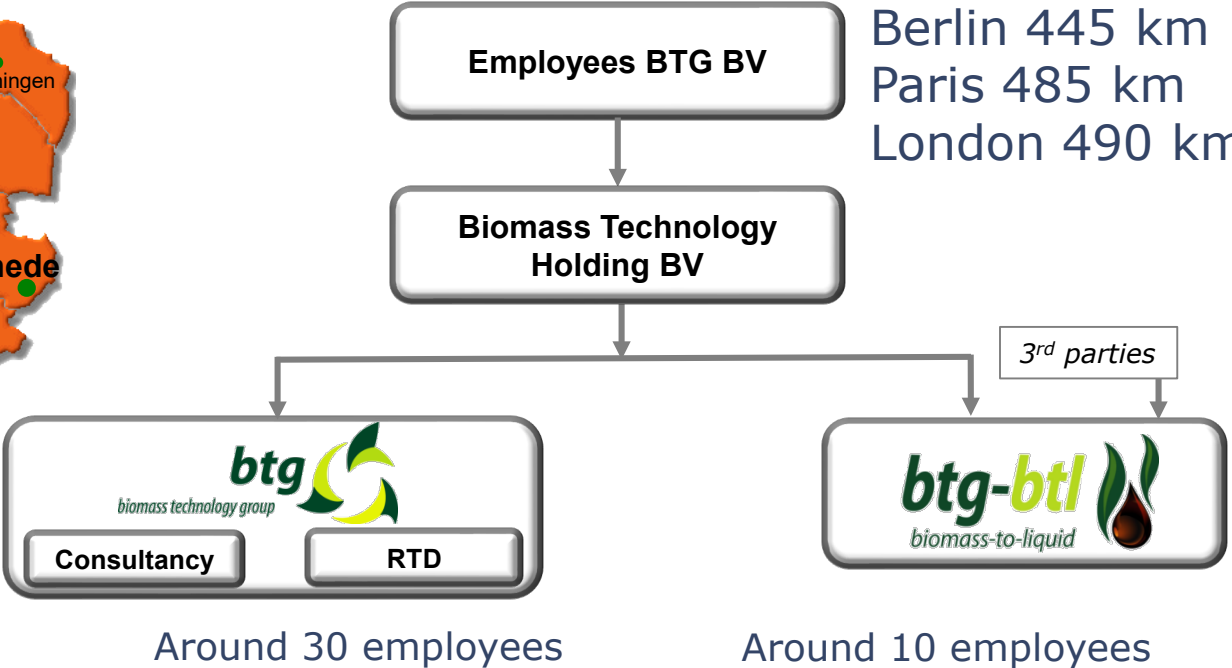 Employees BTG BV
Berlin 445 km
Paris 485 km
London 490 km
Biomass Technology
Holding BV
3rd parties
btg
biomass technology group
Consultancy
RTD
btg-btl
biomass-to-liquid
Around 30 employees
Around 10 employees